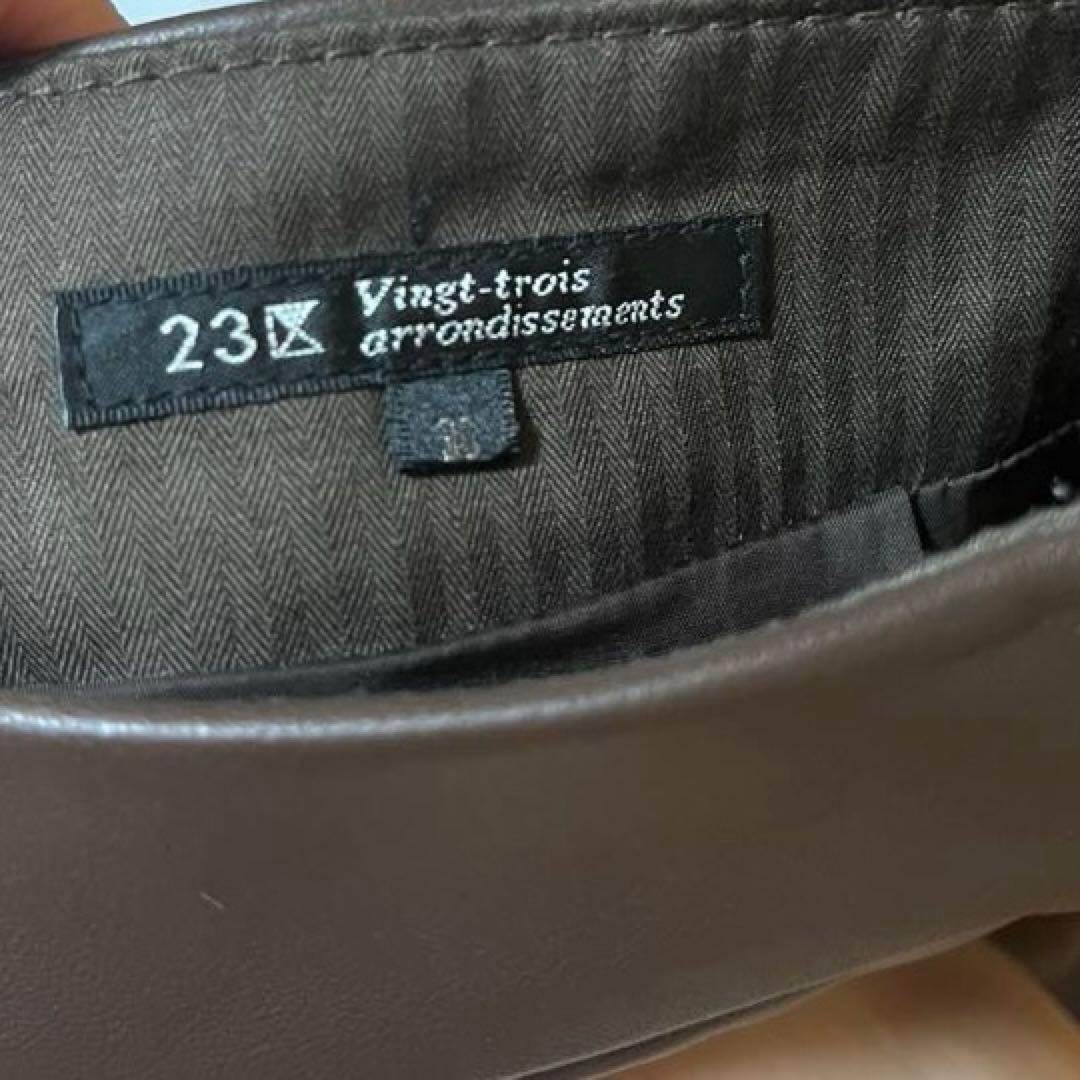 23区 Vingt-trois
arrondissements